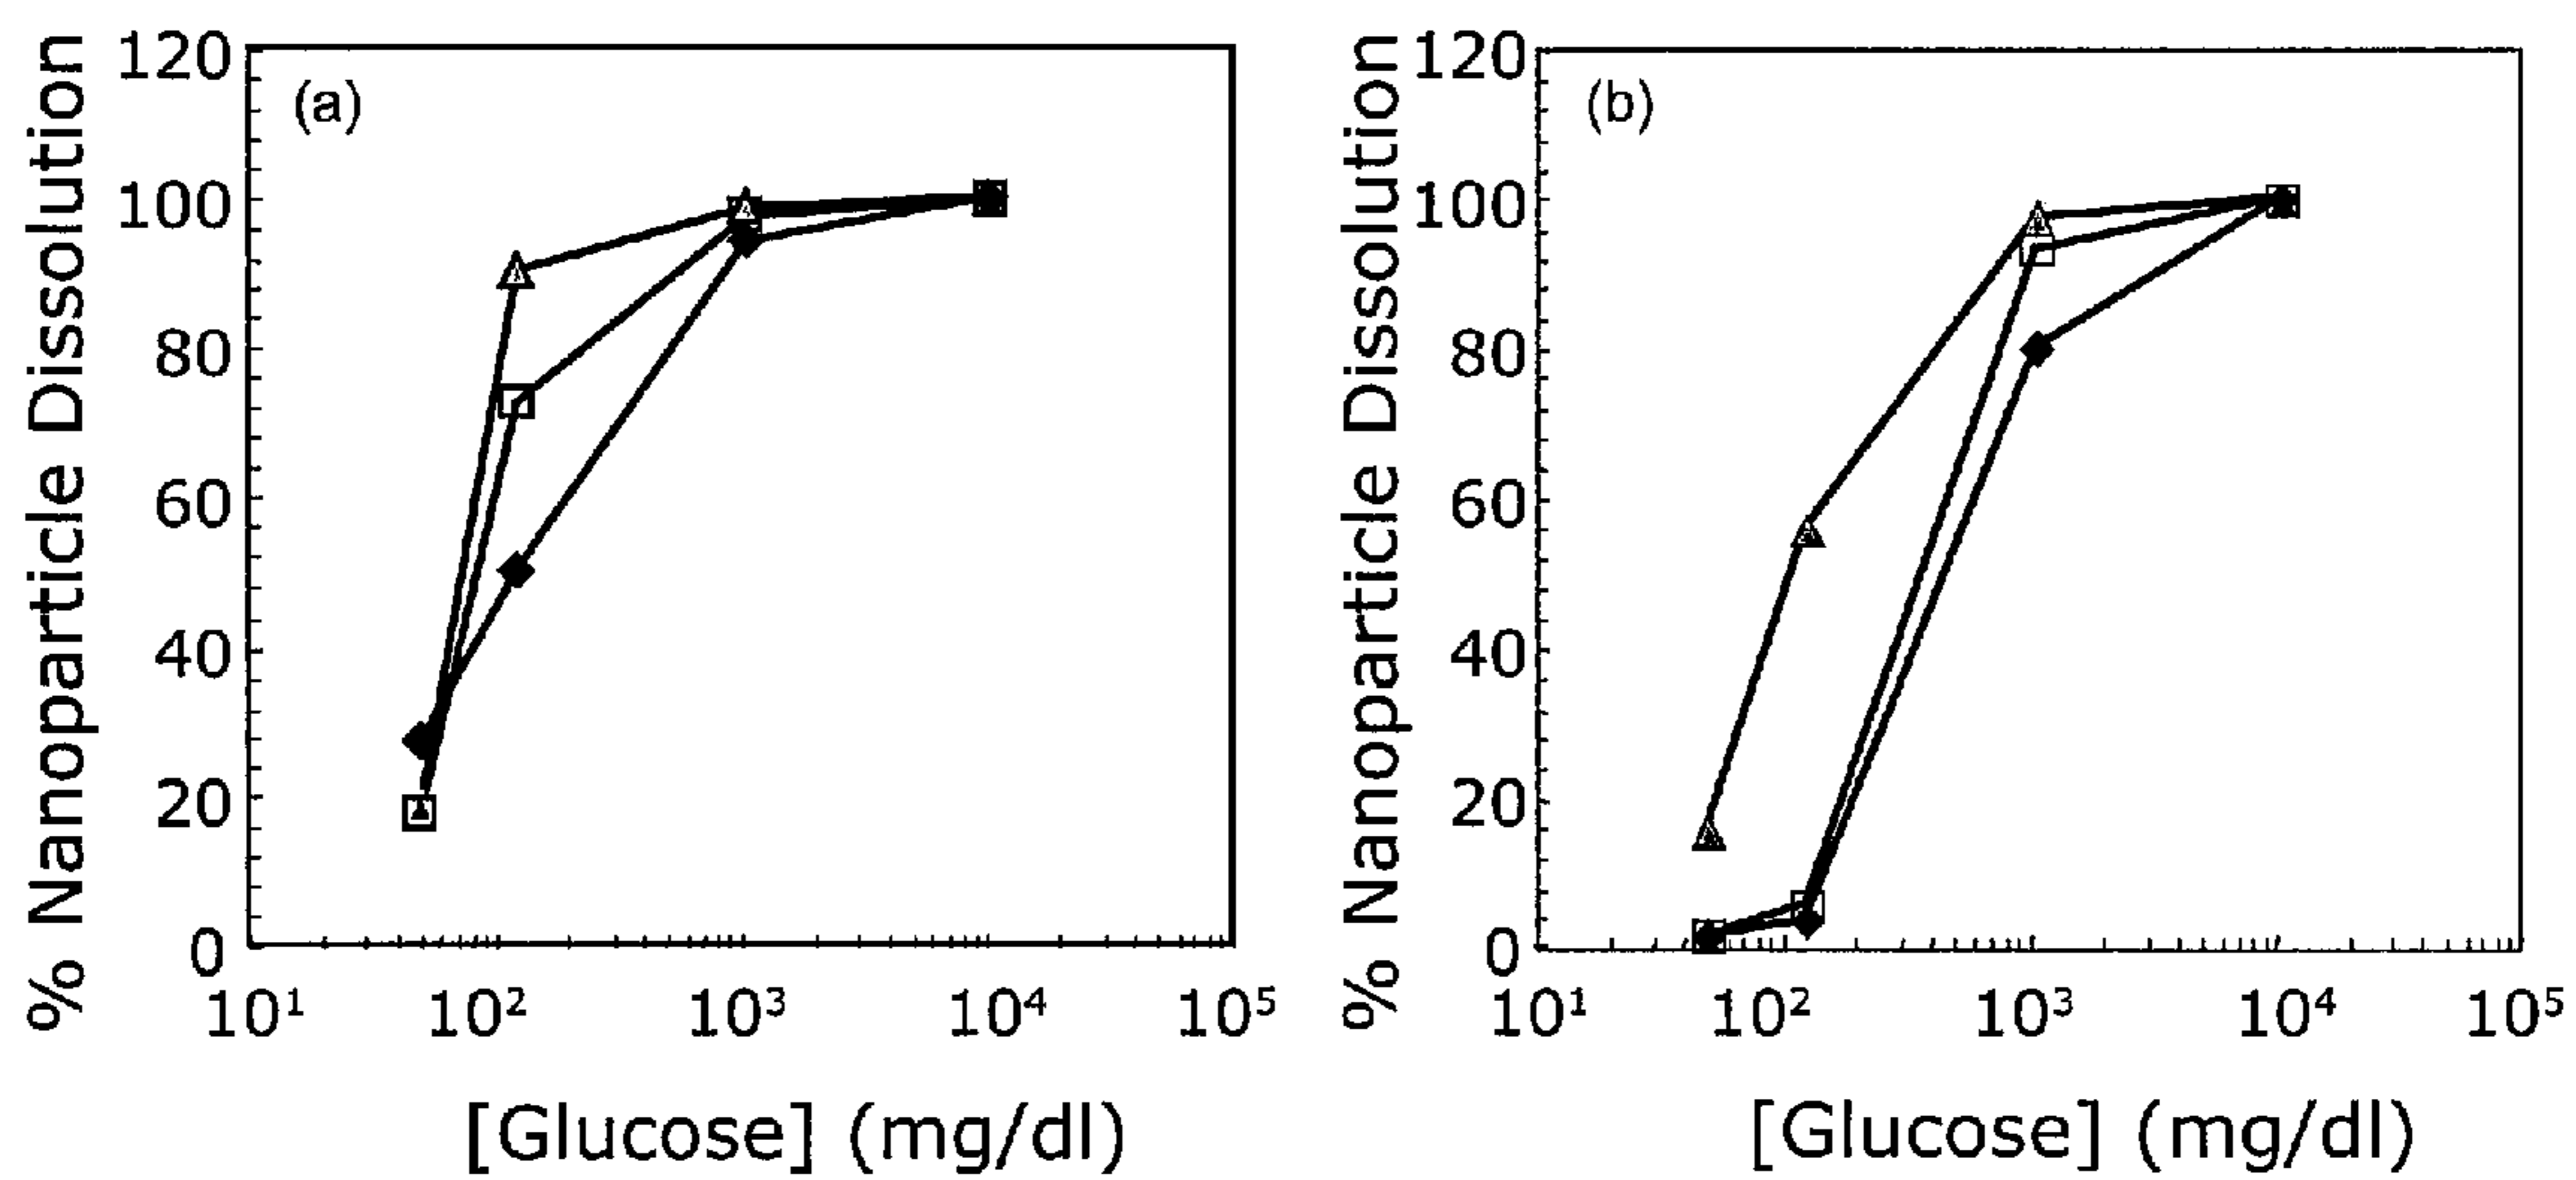 % Nanoparticle Dissolution
120
100
80
60
40
20
0
(a)
10¹ 10² 10³ 10⁴ 10⁵
[Glucose] (mg/dl)
% Nanoparticle Dissolution
120
100
80
60
40
20
0
(b)
10¹ 10² 10³ 10⁴ 10⁵
[Glucose] (mg/dl)